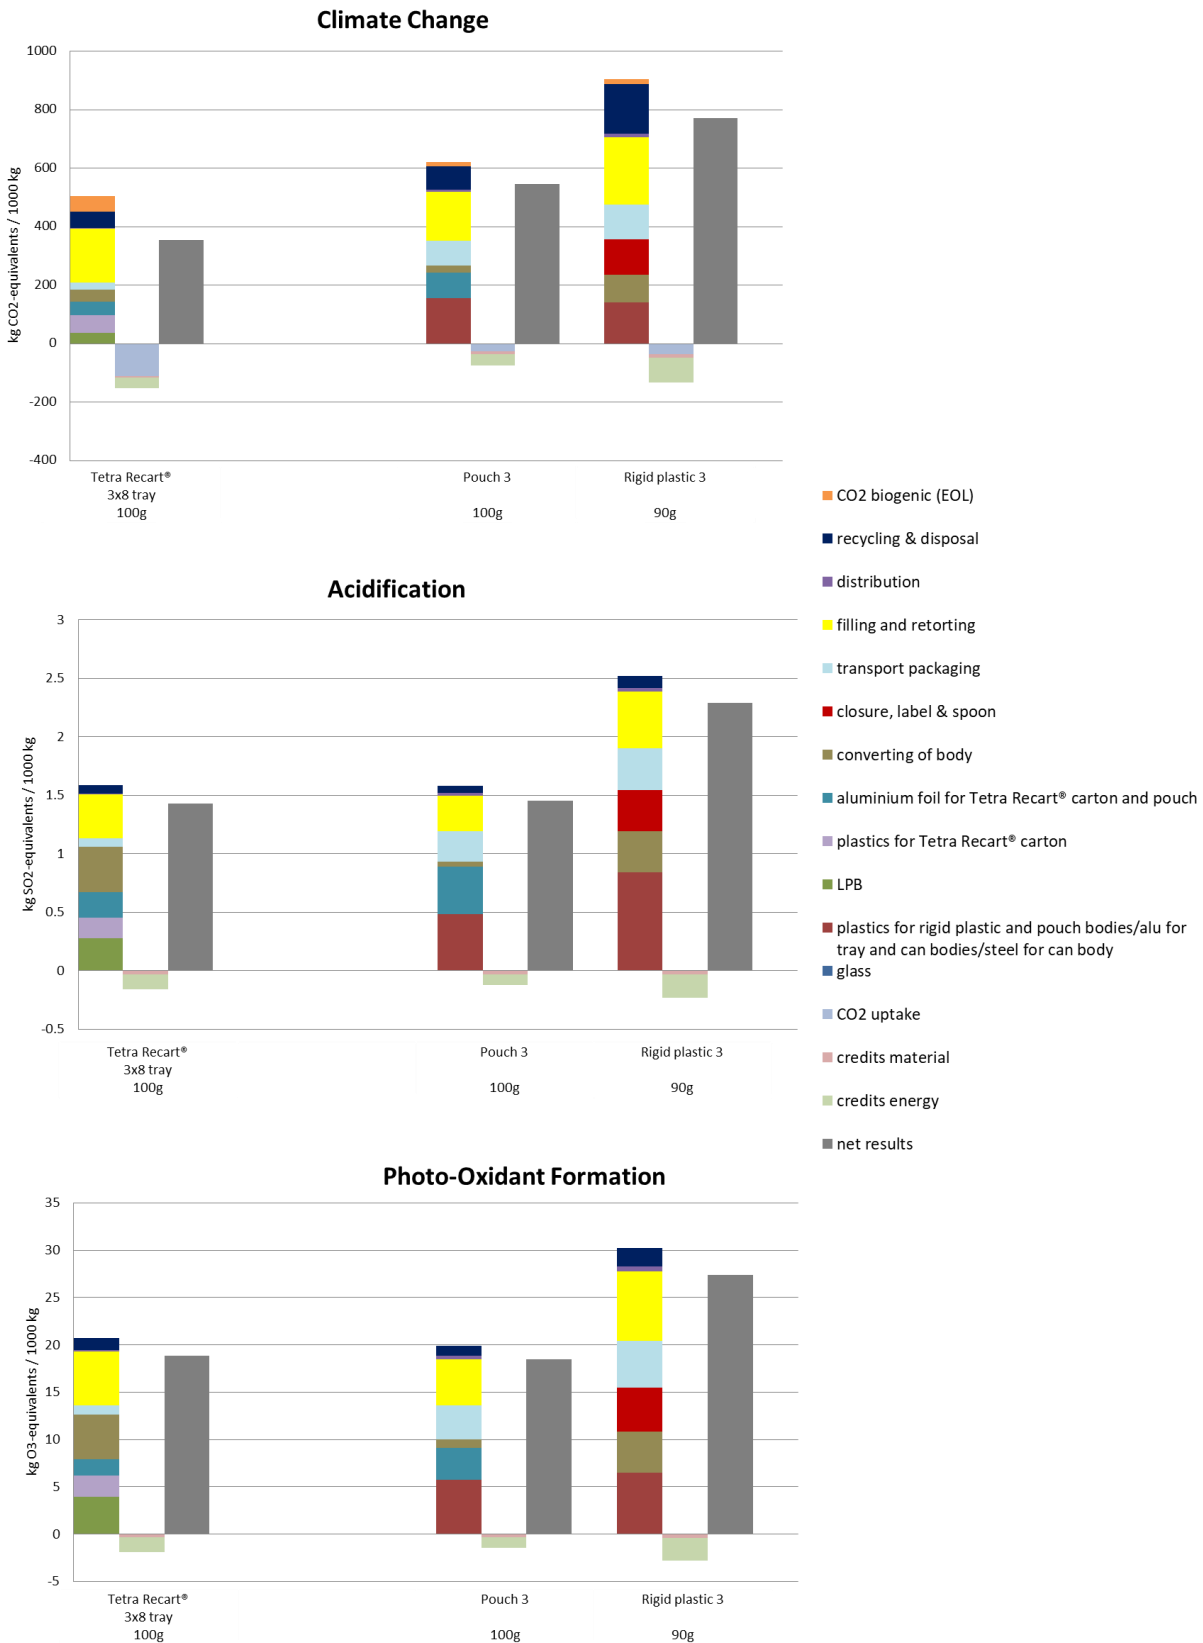 Climate Change
kg CO2-equivalents / 1000 kg
1000
800
600
400
200
0
-200
-400
Tetra Recart®
3x8 tray
100g
Pouch 3
100g
Rigid plastic 3
90g
Acidification
kg SO2-equivalents / 1000 kg
3
2.5
2
1.5
1
0.5
0
-0.5
Tetra Recart®
3x8 tray
100g
Pouch 3
100g
Rigid plastic 3
90g
Photo-Oxidant Formation
kg O3-equivalents / 1000 kg
35
30
25
20
15
10
5
0
-5
Tetra Recart®
3x8 tray
100g
Pouch 3
100g
Rigid plastic 3
90g
CO2 biogenic (EOL)
recycling & disposal
distribution
filling and retorting
transport packaging
closure, label & spoon
converting of body
aluminium foil for Tetra Recart® carton and pouch
plastics for Tetra Recart® carton
LPB
plastics for rigid plastic and pouch bodies/alu for
tray and can bodies/steel for can body
glass
CO2 uptake
credits material
credits energy
net results